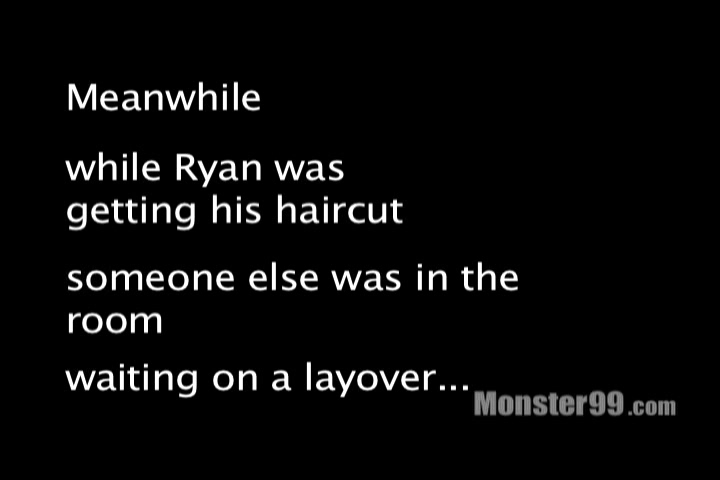 Meanwhile
while Ryan was
getting his haircut
someone else was in the
room
waiting on a layover...
Monster99.com